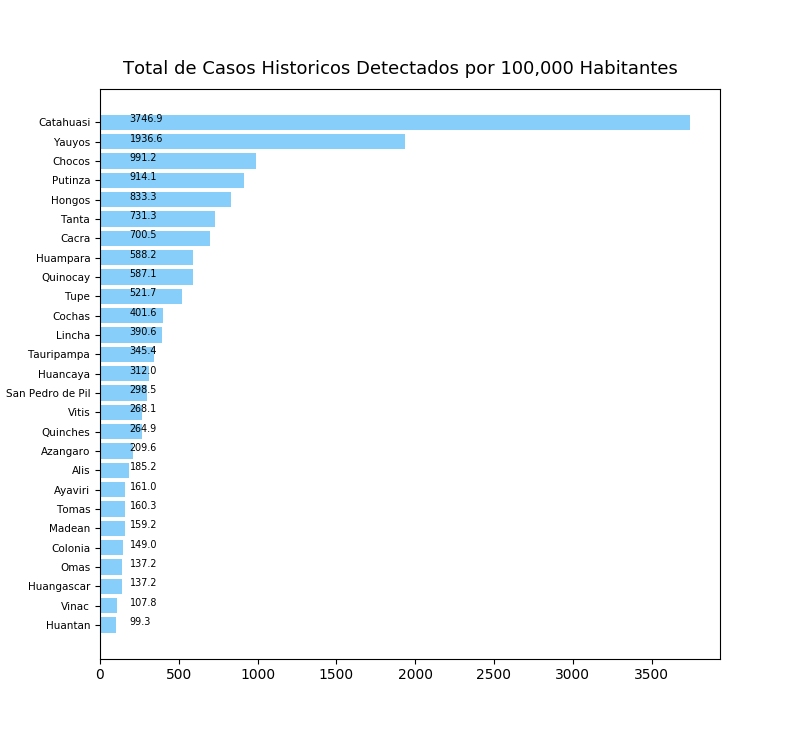 Total de Casos Historicos Detectados por 100,000 Habitantes
Catahuasi 3746.9
Yauyos 1936.6
Chocos 991.2
Putinza 914.1
Hongos 833.3
Tanta 731.3
Cacra 700.5
Huampara 588.2
Quinocay 587.1
Tupe 521.7
Cochas 401.6
Lincha 390.6
Tauripampa 345.4
Huancaya 312.0
San Pedro de Pil 298.5
Vitis 268.1
Quinches 264.9
Azangaro 209.6
Alis 185.2
Ayaviri 161.0
Tomas 160.3
Madean 159.2
Colonia 149.0
Omas 137.2
Huangascar 137.2
Vinac 107.8
Huantan 99.3
0 500 1000 1500 2000 2500 3000 3500